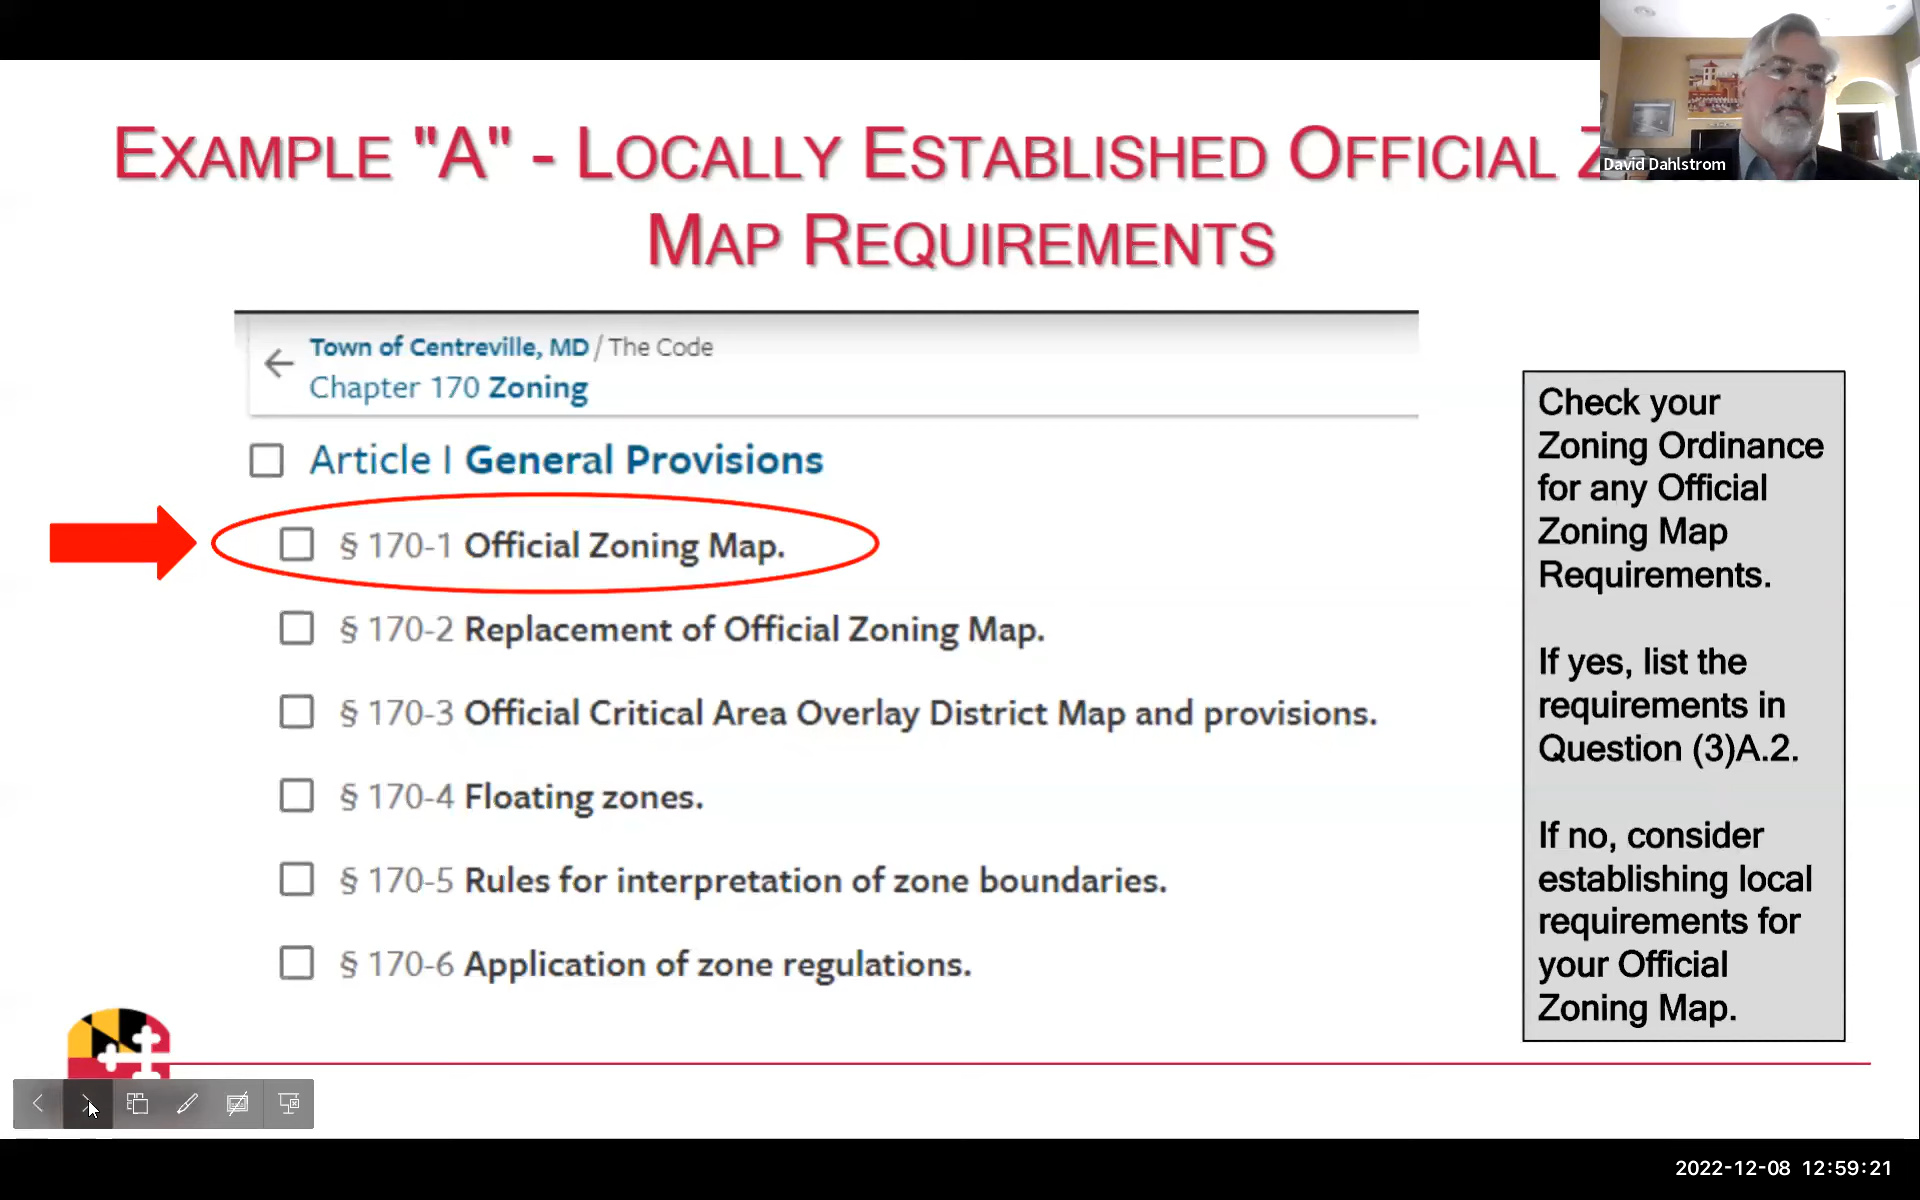 EXAMPLE "A" - LOCALLY ESTABLISHED OFFICIAL
MAP REQUIREMENTS
David Dahlstrom
Town of Centreville, MD / The Code
Chapter 170 Zoning
Article I General Provisions
§ 170-1 Official Zoning Map.
§ 170-2 Replacement of Official Zoning Map.
§ 170-3 Official Critical Area Overlay District Map and provisions.
§ 170-4 Floating zones.
§ 170-5 Rules for interpretation of zone boundaries.
§ 170-6 Application of zone regulations.
Check your
Zoning Ordinance
for any Official
Zoning Map
Requirements.
If yes, list the
requirements in
Question (3)A.2.
If no, consider
establishing local
requirements for
your Official
Zoning Map.
2022-12-08 12:59:21